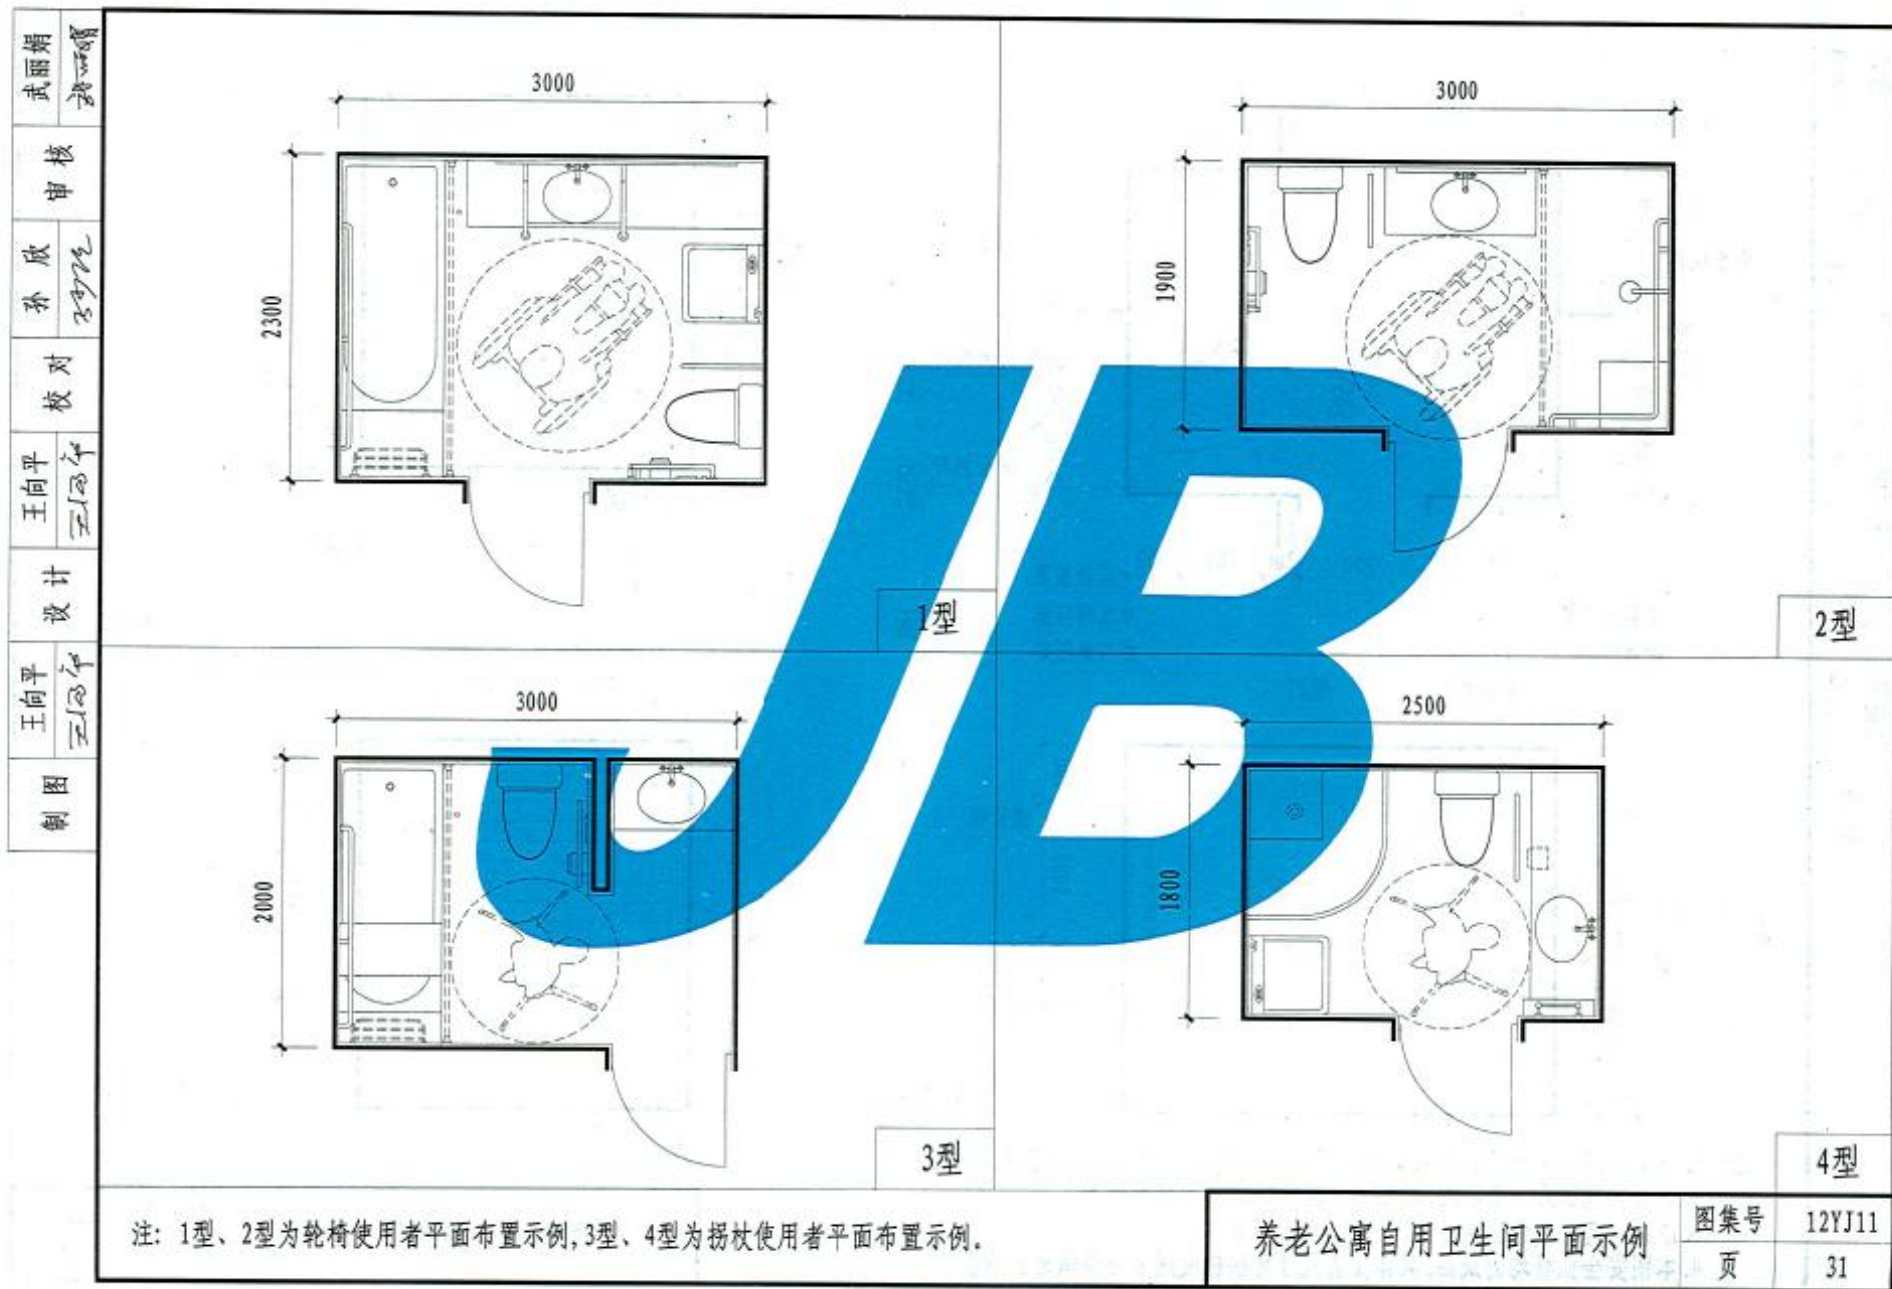 武丽娟
审核
孙欣
校对
王向平
设计
王向平
制图
3000
2300
1型
3000
1900
2型
3000
2000
3型
2500
1800
4型
JB
注: 1型、2型为轮椅使用者平面布置示例,3型、4型为拐杖使用者平面布置示例。
养老公寓自用卫生间平面示例
图集号 12YJ11
页 31